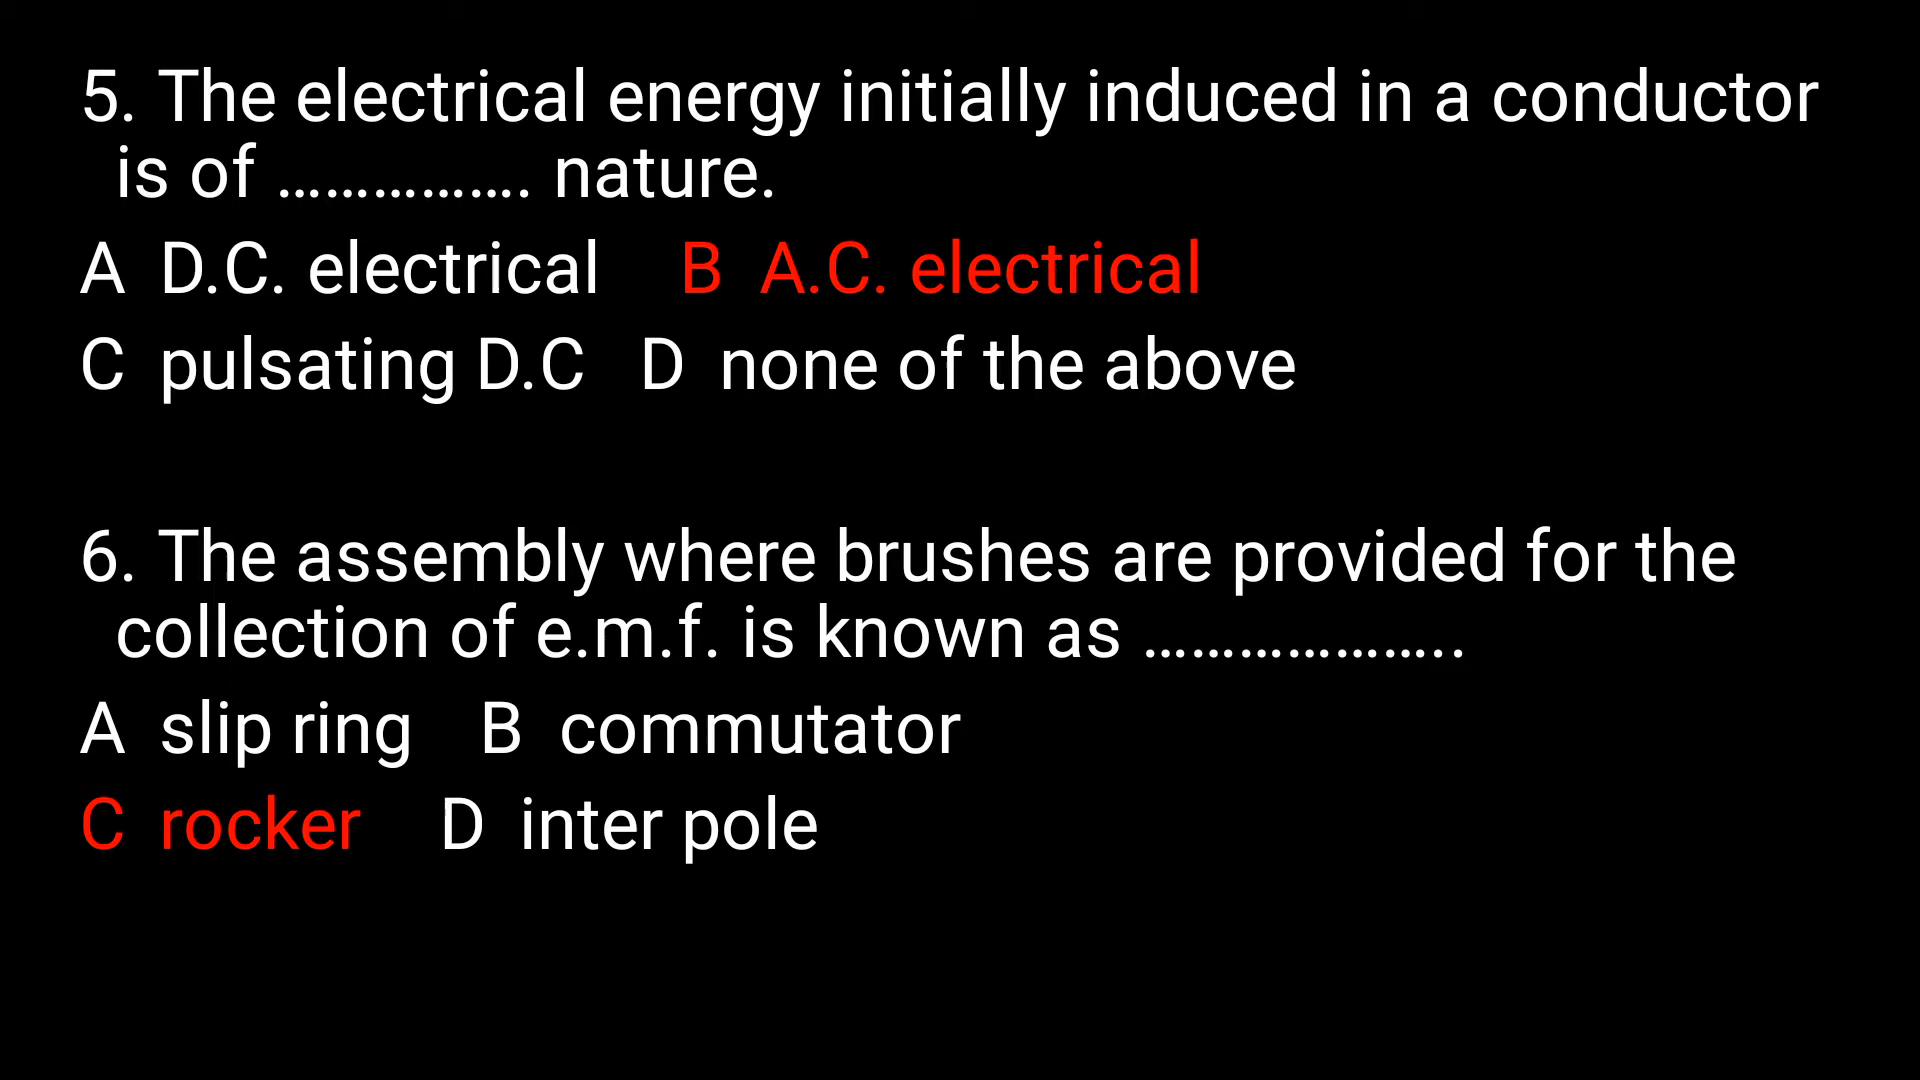 5. The electrical energy initially induced in a conductor
is of ……………. nature.
A D.C. electrical B A.C. electrical
C pulsating D.C D none of the above
6. The assembly where brushes are provided for the
collection of e.m.f. is known as ………………..
A slip ring B commutator
C rocker D inter pole